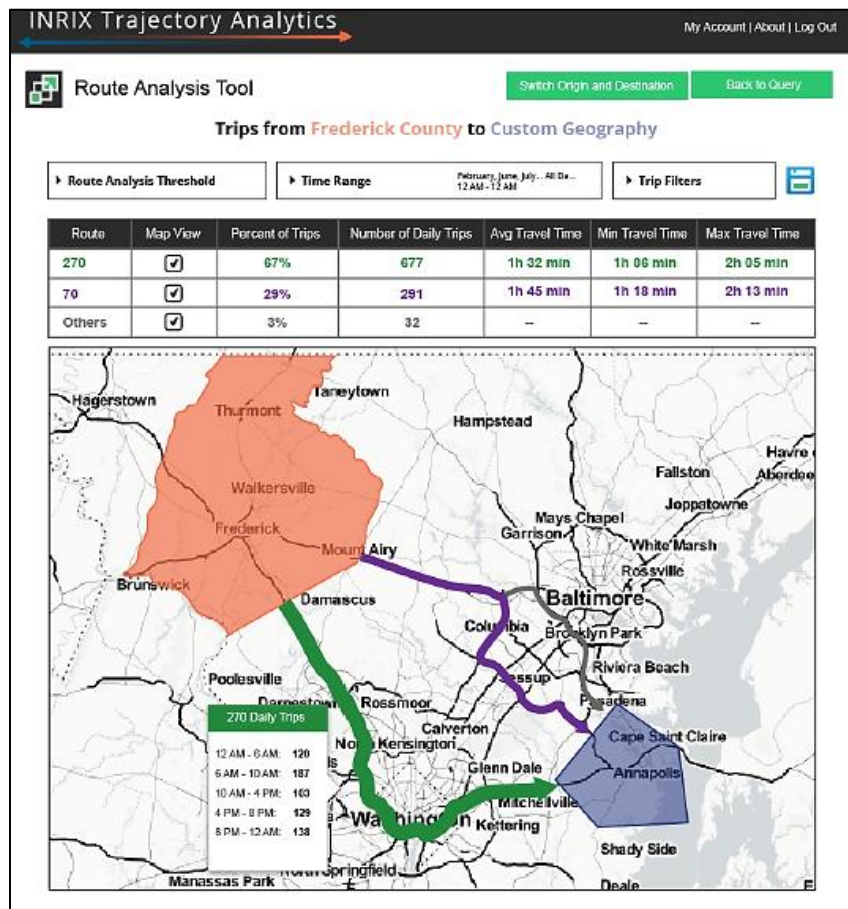 INRIX Trajectory Analytics
My Account | About | Log Out
Route Analysis Tool
Switch Origin and Destination
Back to Query
Trips from Frederick County to Custom Geography
Route Analysis Threshold
Time Range
February, June, July... All De...
12 AM - 12 AM
Trip Filters
Route Map View Percent of Trips Number of Daily Trips Avg Travel Time Min Travel Time Max Travel Time
270 67% 677 1h 32 min 1h 06 min 2h 05 min
70 29% 291 1h 45 min 1h 18 min 2h 13 min
Others 3% 32 -- -- --
Taneytown
Hagerstown
Thurmont
Hampstead
Havre
Fallston
Aberdee
Walkersville
Joppatowne
Mays Chapel
Frederick
Garrison
White Marsh
Mount Airy
Rossville
Brunswick
Damascus
Baltimore
Columbia
Brooklyn Park
Riviera Beach
Poolesville
Jessup
Rossmoor
Pasadena
270 Daily Trips
Calverton
Cape Saint Claire
North Kensington
12 AM - 6 AM: 120
Glenn Dale
Annapolis
6 AM - 10 AM: 187
10 AM - 4 PM: 103
Mitchellville
4 PM - 8 PM: 129
Washington
Kettering
8 PM - 12 AM: 138
Shady Side
North Springfield
Manassas Park
Deale